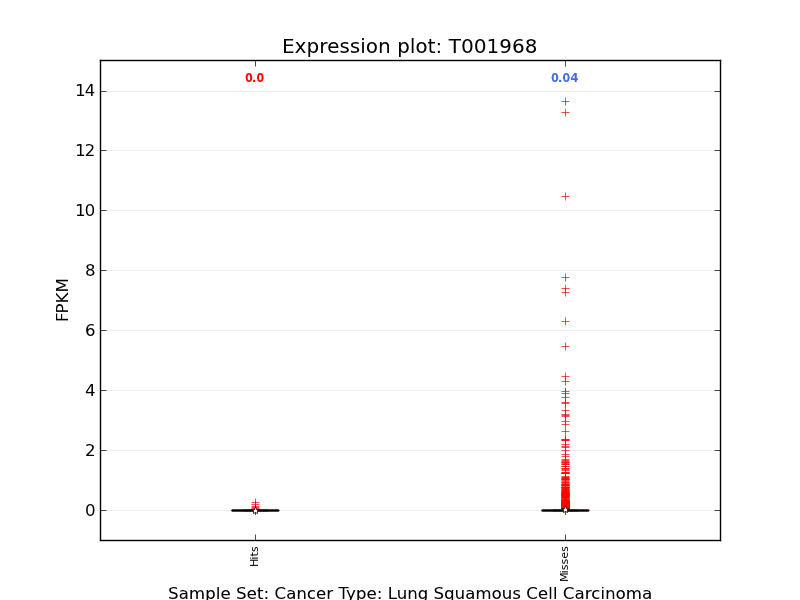 Expression plot: T001968
0.0
0.04
14
12
10
8
6
4
2
0
FPKM
Hits
Misses
Sample Set: Cancer Type: Lung Squamous Cell Carcinoma